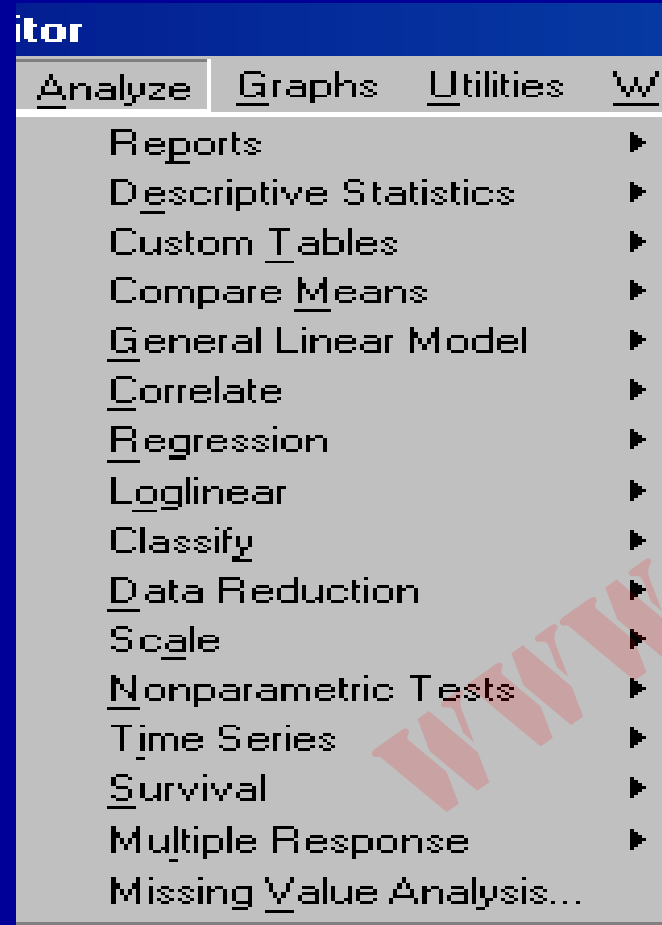 itor
Analyze Graphs Utilities W
Reports
Descriptive Statistics
Custom Tables
Compare Means
General Linear Model
Correlate
Regression
Loglinear
Classify
Data Reduction
Scale
Nonparametric Tests
Time Series
Survival
Multiple Response
Missing Value Analysis...
WWW